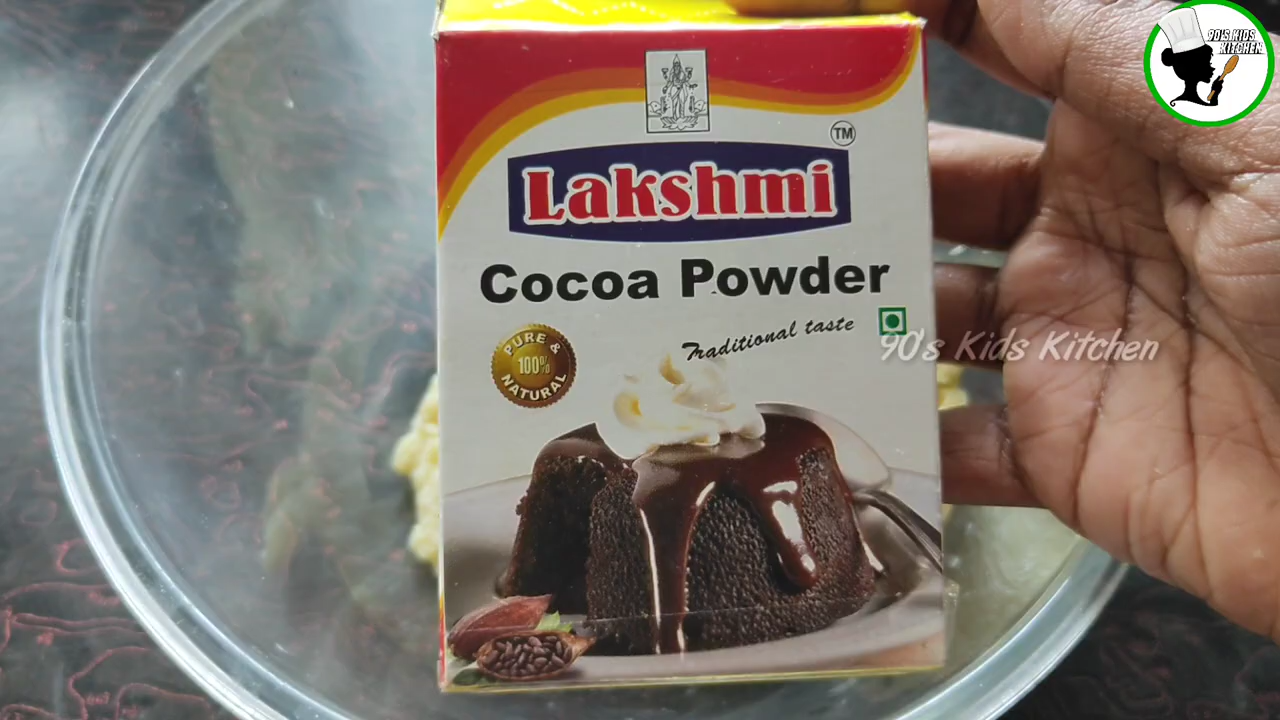 90'S KIDS
KITCHEN
TM
Lakshmi
Cocoa Powder
Traditional taste
PURE &
100%
NATURAL
90's Kids Kitchen